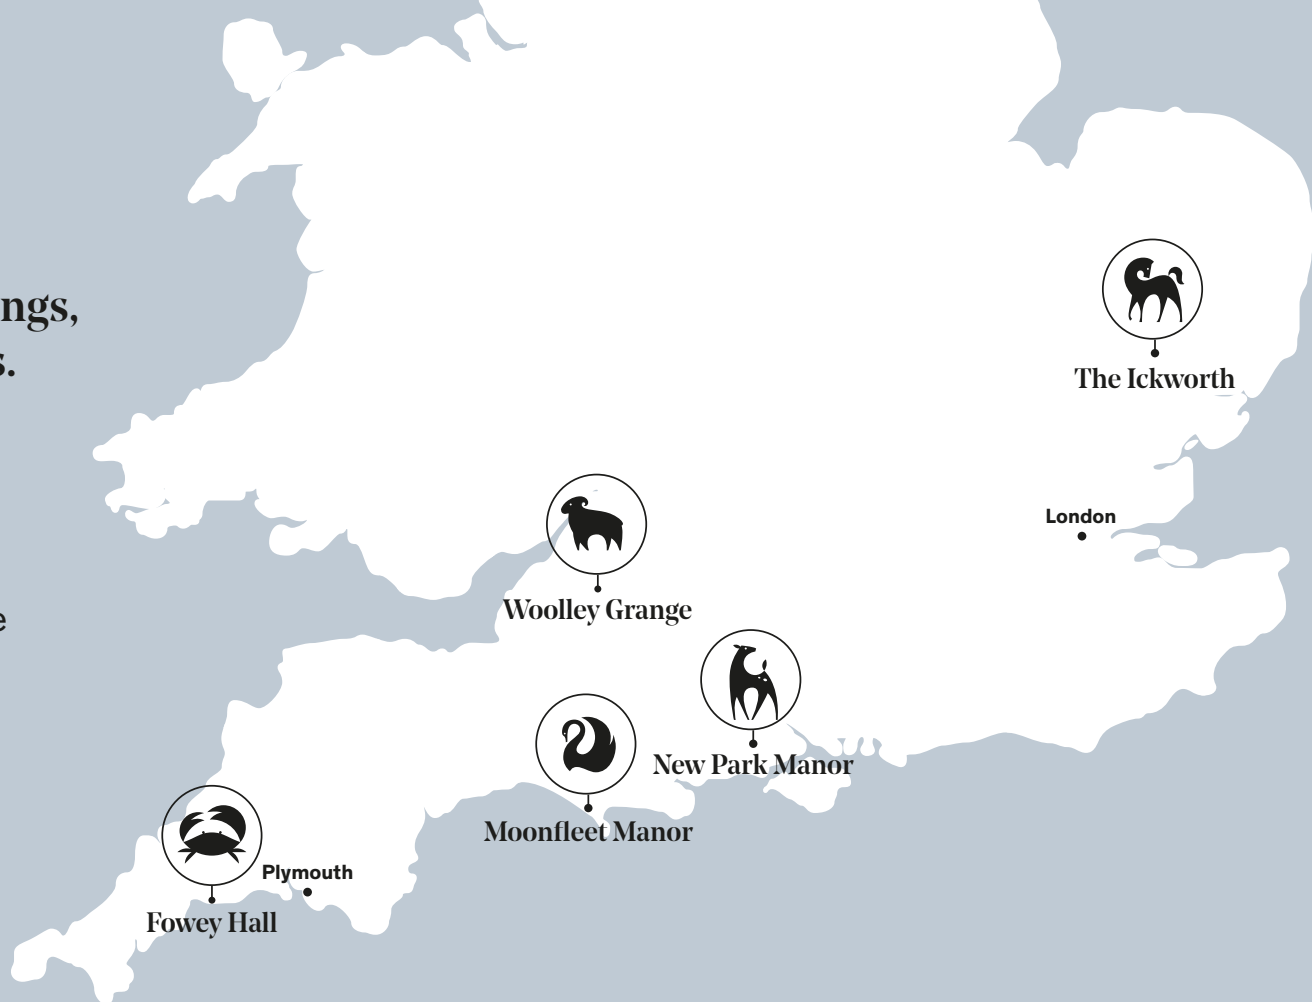 ngs,
s.
The Ickworth
London
Woolley Grange
e
New Park Manor
Moonfleet Manor
Plymouth
Fowey Hall